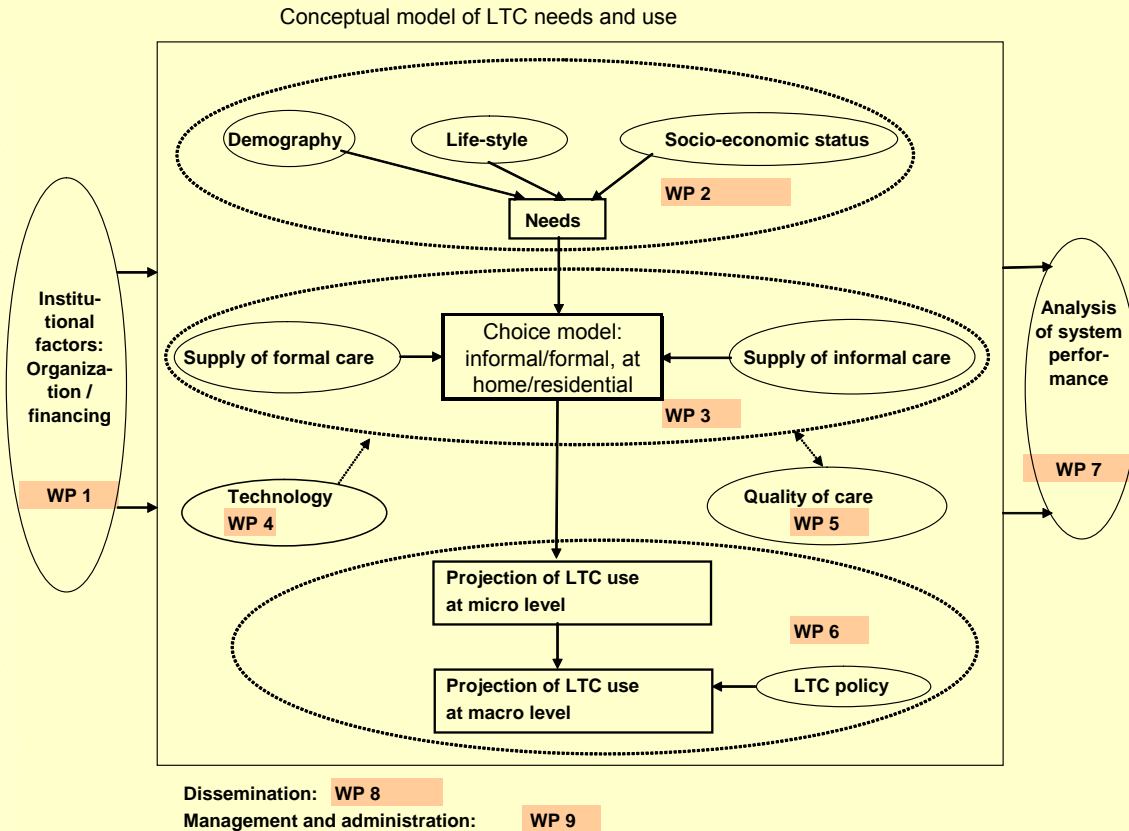 Conceptual model of LTC needs and use
Demography
Life-style
Socio-economic status
WP 2
Needs
Institu-
tional
factors:
Organiza-
tion /
financing
WP 1
Supply of formal care
Choice model:
informal/formal, at
home/residential
Supply of informal care
WP 3
Analysis
of system
perfor-
mance
WP 7
Technology
WP 4
Quality of care
WP 5
Projection of LTC use
at micro level
WP 6
Projection of LTC use
at macro level
LTC policy
Dissemination: WP 8
Management and administration: WP 9